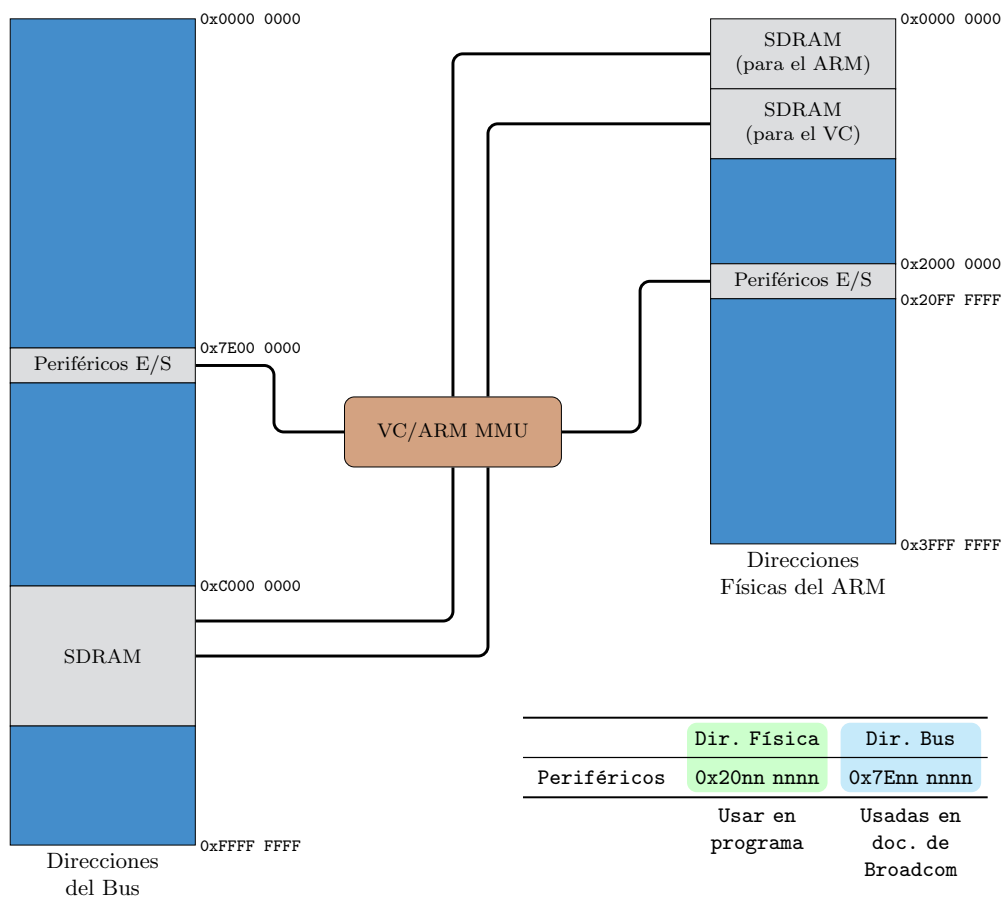 0x0000 0000
Periféricos E/S
0x7E00 0000
0xC000 0000
SDRAM
0xFFFF FFFF
Direcciones
del Bus
VC/ARM MMU
0x0000 0000
SDRAM
(para el ARM)
SDRAM
(para el VC)
0x2000 0000
Periféricos E/S
0x20FF FFFF
0x3FFF FFFF
Direcciones
Físicas del ARM
Dir. Física Dir. Bus
Periféricos 0x20nn nnnn 0x7Enn nnnn
Usar en
programa
Usadas en
doc. de
Broadcom